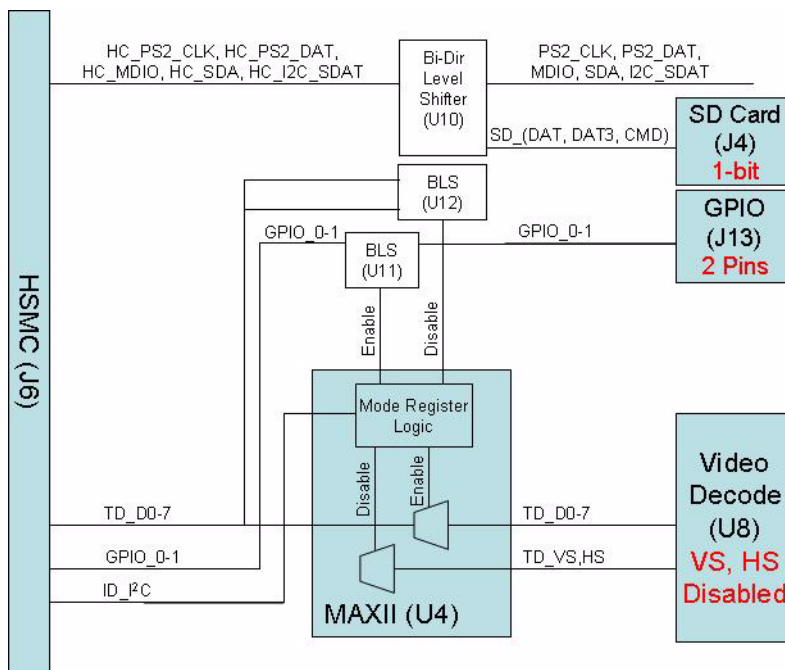 HC_PS2_CLK, HC_PS2_DAT,
HC_MDIO, HC_SDA, HC_I2C_SDAT
Bi-Dir
Level
Shifter
(U10)
PS2_CLK, PS2_DAT,
MDIO, SDA, I2C_SDAT
SD_(DAT, DAT3, CMD)
SD Card
(J4)
1-bit
BLS
(U12)
GPIO_0-1
BLS
(U11)
GPIO_0-1
GPIO
(J13)
2 Pins
HSMC (J6)
Enable
Disable
Mode Register
Logic
Disable
Enable
TD_D0-7
TD_D0-7
GPIO_0-1
TD_VS,HS
ID_I²C
MAXII (U4)
Video
Decode
(U8)
VS, HS
Disabled